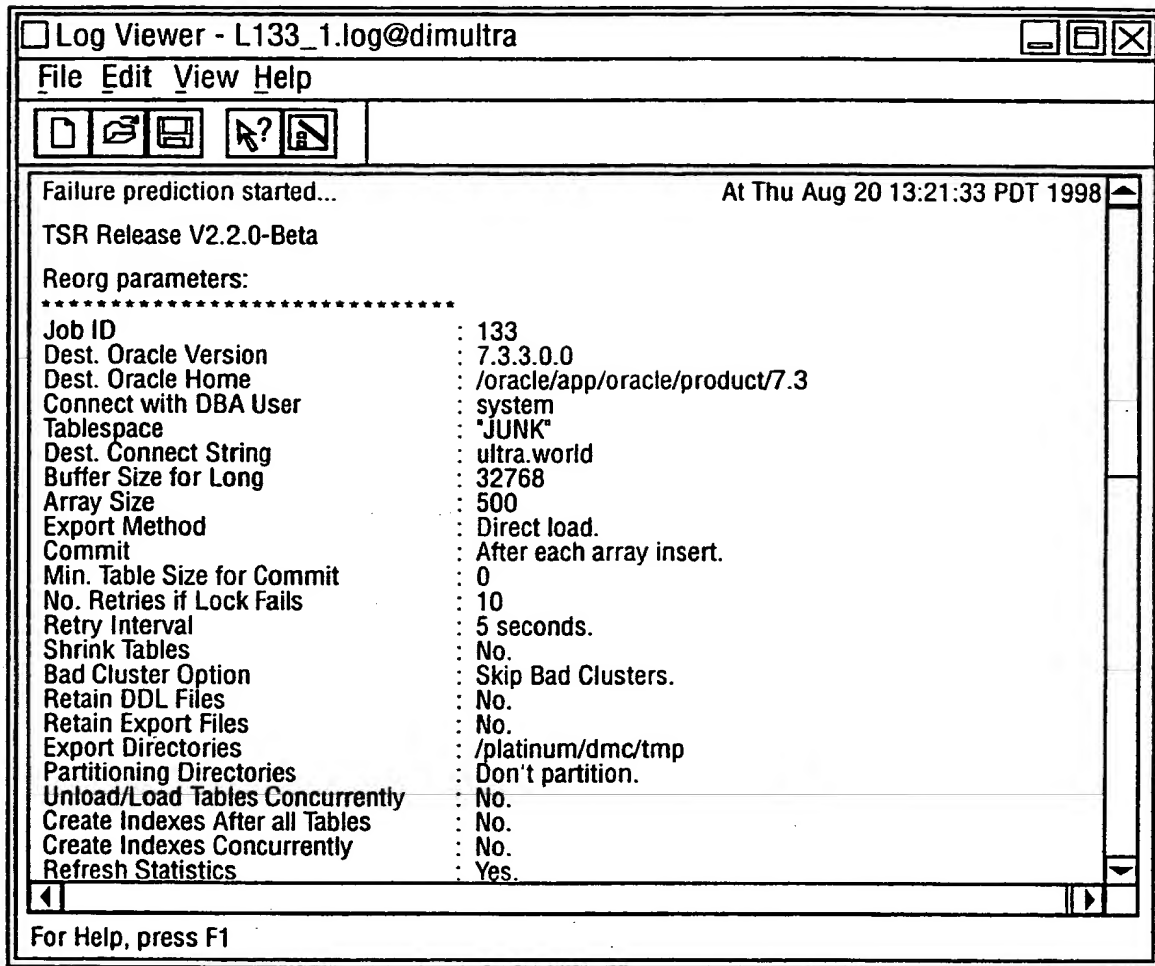 Log Viewer - L133_1.log@dimultra
File Edit View Help
Failure prediction started... At Thu Aug 20 13:21:33 PDT 1998
TSR Release V2.2.0-Beta
Reorg parameters:
******************************
Job ID : 133
Dest. Oracle Version : 7.3.3.0.0
Dest. Oracle Home : /oracle/app/oracle/product/7.3
Connect with DBA User : system
Tablespace : "JUNK"
Dest. Connect String : ultra.world
Buffer Size for Long : 32768
Array Size : 500
Export Method : Direct load.
Commit : After each array insert.
Min. Table Size for Commit : 0
No. Retries if Lock Fails : 10
Retry Interval : 5 seconds.
Shrink Tables : No.
Bad Cluster Option : Skip Bad Clusters.
Retain DDL Files : No.
Retain Export Files : No.
Export Directories : /platinum/dmc/tmp
Partitioning Directories : Don't partition.
Unload/Load Tables Concurrently : No.
Create Indexes After all Tables : No.
Create Indexes Concurrently : No.
Refresh Statistics : Yes.
For Help, press F1